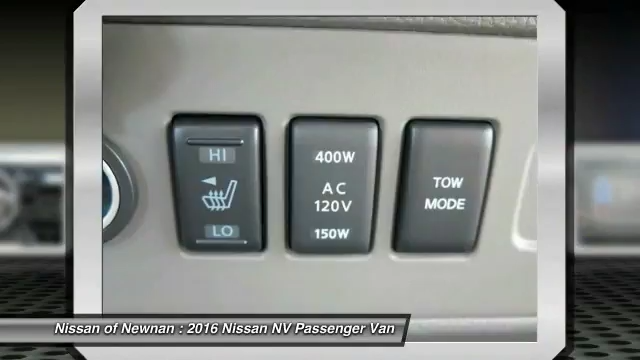 HI
LO
400W
AC
120V
150W
TOW
MODE
Nissan of Newnan : 2016 Nissan NV Passenger Van